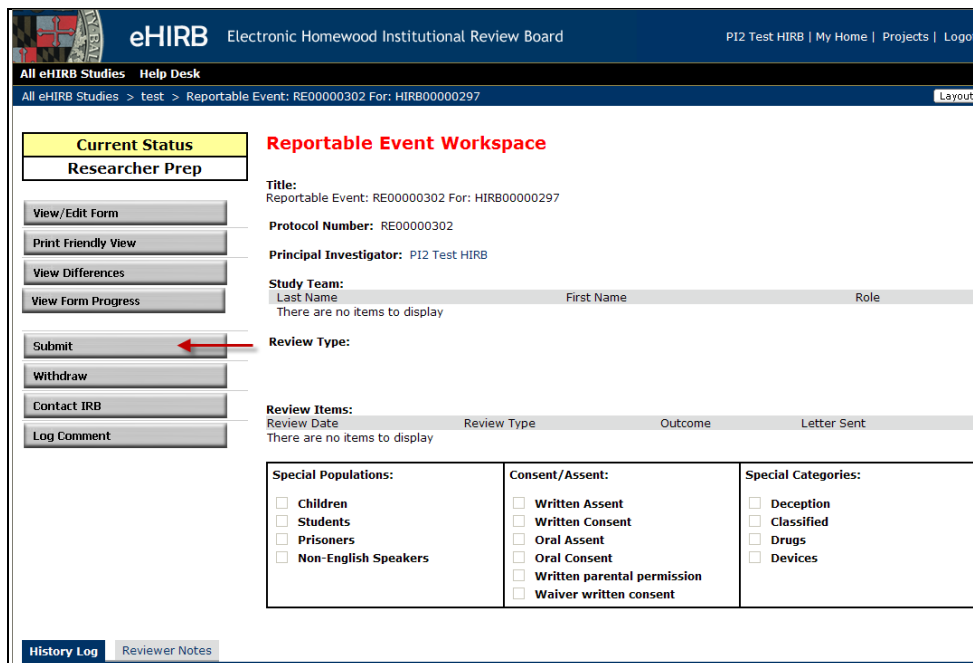 eHIRB Electronic Homewood Institutional Review Board PI2 Test HIRB | My Home | Projects | Logo
All eHIRB Studies Help Desk
All eHIRB Studies > test > Reportable Event: RE00000302 For: HIRB00000297 Layout
Current Status
Researcher Prep
View/Edit Form
Print Friendly View
View Differences
View Form Progress
Submit
Withdraw
Contact IRB
Log Comment
Reportable Event Workspace
Title:
Reportable Event: RE00000302 For: HIRB00000297
Protocol Number: RE00000302
Principal Investigator: PI2 Test HIRB
Study Team:
Last Name First Name Role
There are no items to display
Review Type:
Review Items:
Review Date Review Type Outcome Letter Sent
There are no items to display
Special Populations:
Children
Students
Prisoners
Non-English Speakers
Consent/Assent:
Written Assent
Written Consent
Oral Assent
Oral Consent
Written parental permission
Waiver written consent
Special Categories:
Deception
Classified
Drugs
Devices
History Log Reviewer Notes